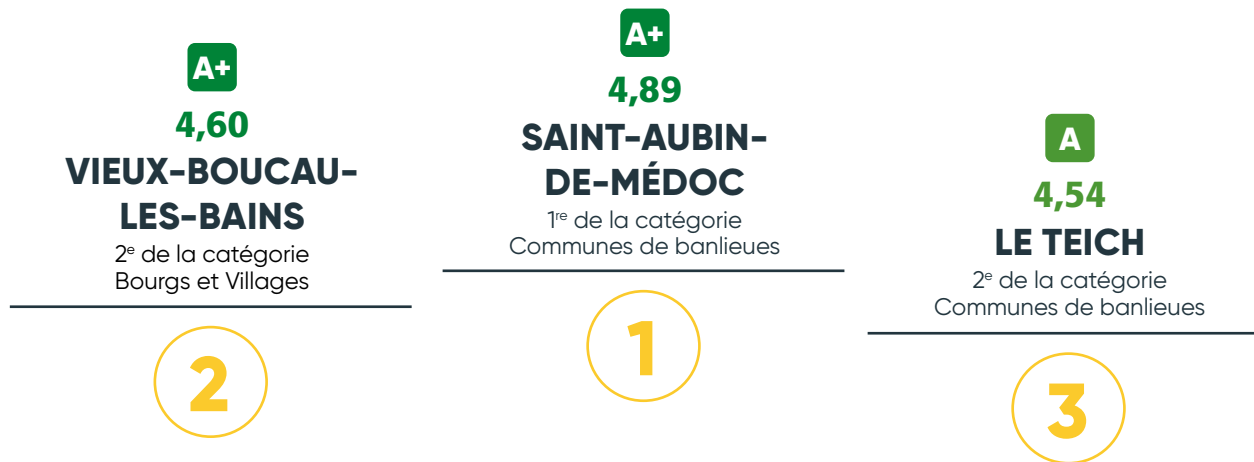 A+
4,60
VIEUX-BOUCAU-
LES-BAINS
2e de la catégorie
Bourgs et Villages
2
A+
4,89
SAINT-AUBIN-
DE-MÉDOC
1re de la catégorie
Communes de banlieues
1
A
4,54
LE TEICH
2e de la catégorie
Communes de banlieues
3